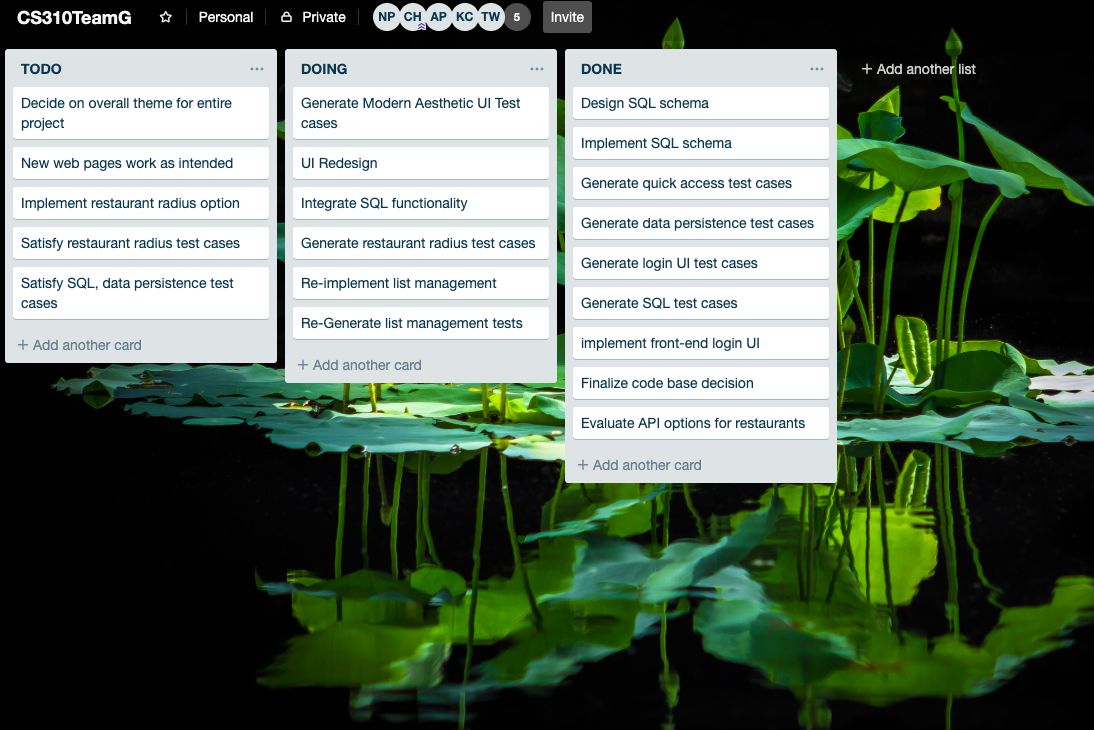 CS310TeamG
Personal
Private
NP CH AP KC TW 5
Invite
TODO
Decide on overall theme for entire
project
New web pages work as intended
Implement restaurant radius option
Satisfy restaurant radius test cases
Satisfy SQL, data persistence test
cases
+ Add another card
DOING
Generate Modern Aesthetic UI Test
cases
UI Redesign
Integrate SQL functionality
Generate restaurant radius test cases
Re-implement list management
Re-Generate list management tests
+ Add another card
DONE
Design SQL schema
Implement SQL schema
Generate quick access test cases
Generate data persistence test cases
Generate login UI test cases
Generate SQL test cases
implement front-end login UI
Finalize code base decision
Evaluate API options for restaurants
+ Add another card
+ Add another list